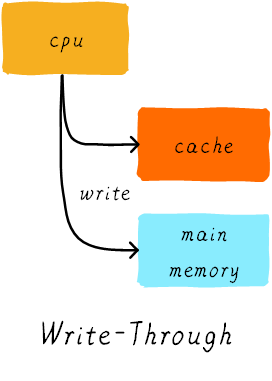 cpu
cache
write
main
memory
Write-Through